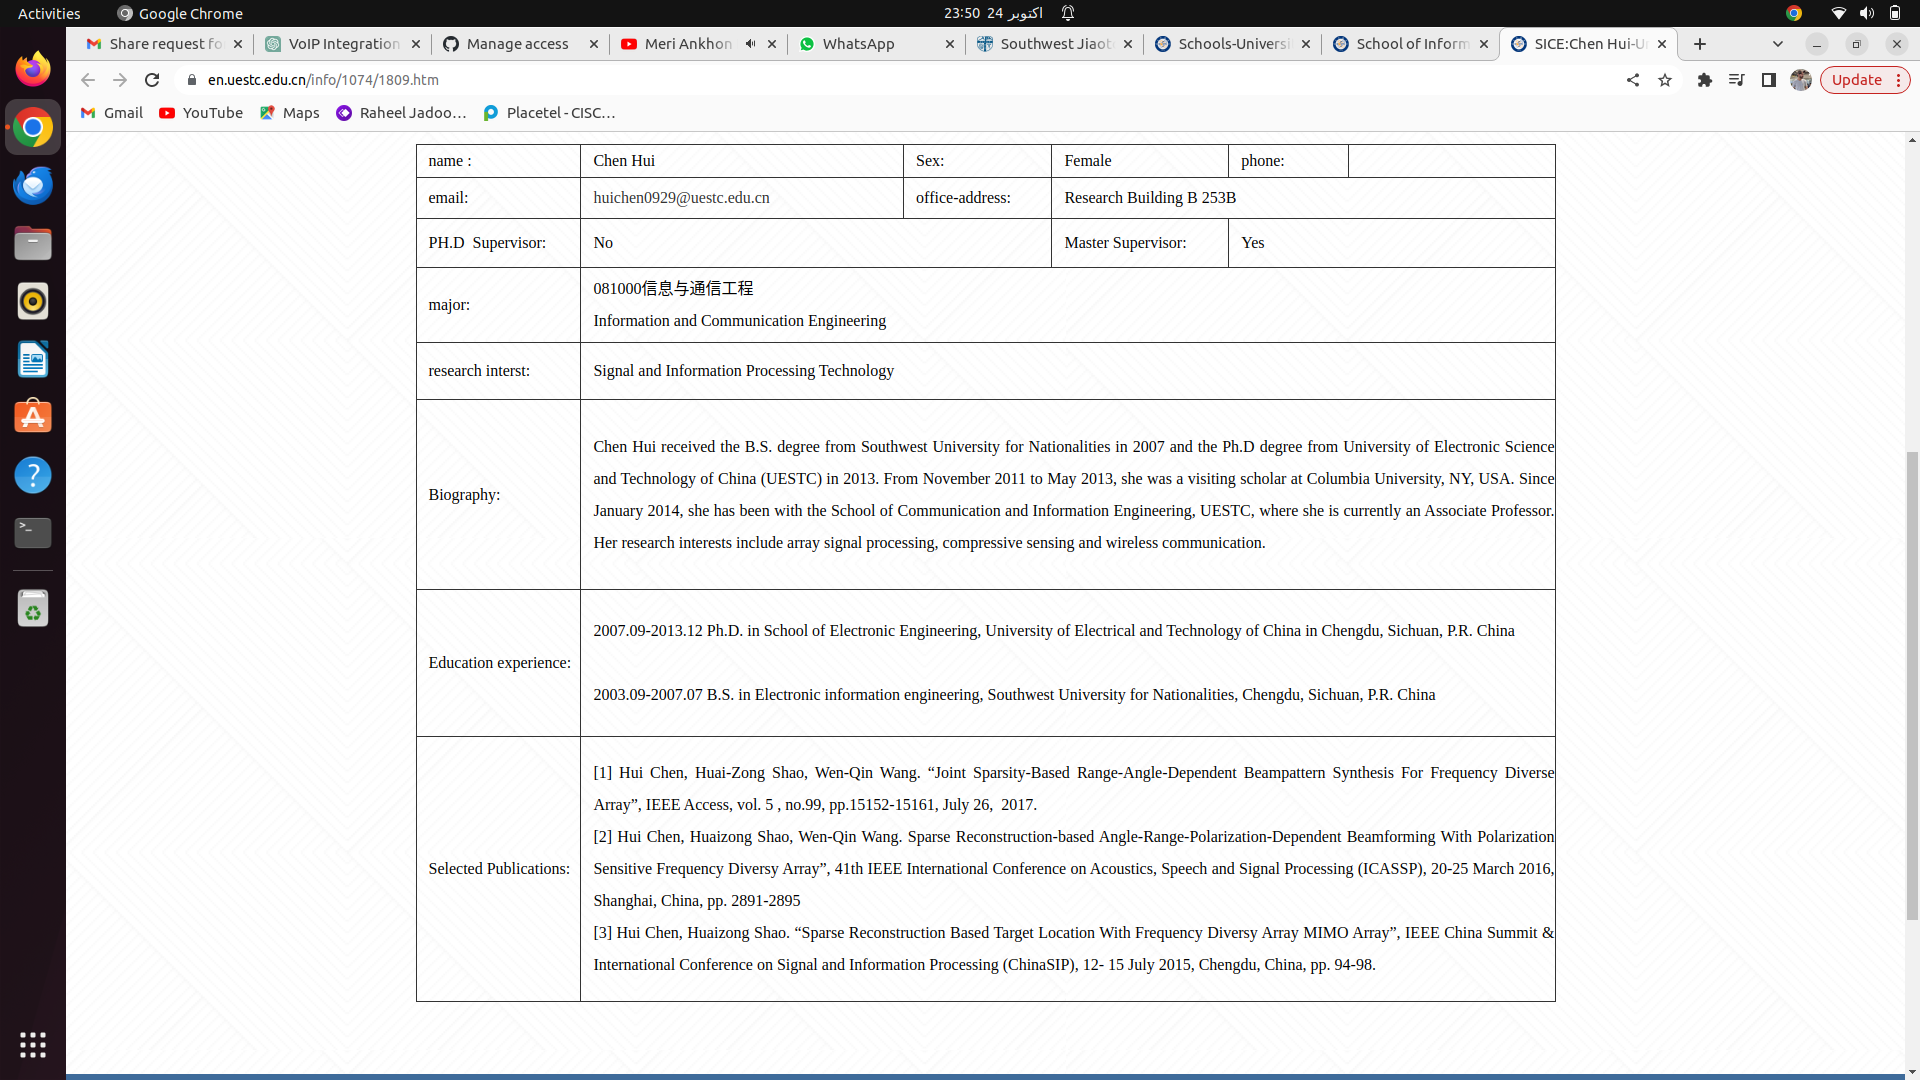 Activities
Google Chrome
23:50 24 اکتوبر
Share request fo
VoIP Integration
Manage access
Meri Ankhon
WhatsApp
Southwest Jiaot
Schools-Universi
School of Inform
SICE:Chen Hui-U
en.uestc.edu.cn/info/1074/1809.htm
Update
Gmail
YouTube
Maps
Raheel Jadoo...
Placetel - CISC...
name : Chen Hui Sex: Female phone:
email: huichen0929@uestc.edu.cn office-address: Research Building B 253B
PH.D Supervisor: No Master Supervisor: Yes
major:
081000信息与通信工程
Information and Communication Engineering
research interst: Signal and Information Processing Technology
Biography:
Chen Hui received the B.S. degree from Southwest University for Nationalities in 2007 and the Ph.D degree from University of Electronic Science
and Technology of China (UESTC) in 2013. From November 2011 to May 2013, she was a visiting scholar at Columbia University, NY, USA. Since
January 2014, she has been with the School of Communication and Information Engineering, UESTC, where she is currently an Associate Professor.
Her research interests include array signal processing, compressive sensing and wireless communication.
Education experience:
2007.09-2013.12 Ph.D. in School of Electronic Engineering, University of Electrical and Technology of China in Chengdu, Sichuan, P.R. China
2003.09-2007.07 B.S. in Electronic information engineering, Southwest University for Nationalities, Chengdu, Sichuan, P.R. China
Selected Publications:
[1] Hui Chen, Huai-Zong Shao, Wen-Qin Wang. “Joint Sparsity-Based Range-Angle-Dependent Beampattern Synthesis For Frequency Diverse
Array”, IEEE Access, vol. 5 , no.99, pp.15152-15161, July 26, 2017.
[2] Hui Chen, Huaizong Shao, Wen-Qin Wang. Sparse Reconstruction-based Angle-Range-Polarization-Dependent Beamforming With Polarization
Sensitive Frequency Diversy Array”, 41th IEEE International Conference on Acoustics, Speech and Signal Processing (ICASSP), 20-25 March 2016,
Shanghai, China, pp. 2891-2895
[3] Hui Chen, Huaizong Shao. “Sparse Reconstruction Based Target Location With Frequency Diversy Array MIMO Array”, IEEE China Summit &
International Conference on Signal and Information Processing (ChinaSIP), 12- 15 July 2015, Chengdu, China, pp. 94-98.